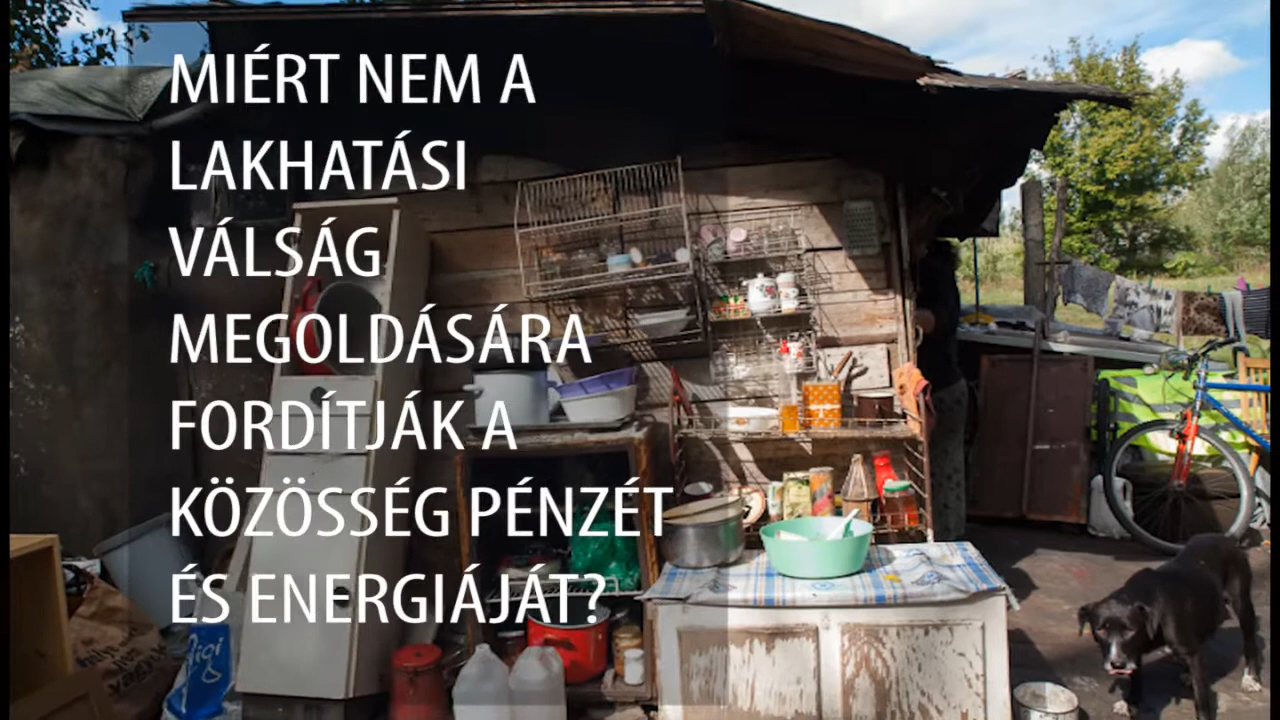 MIÉRT NEM A
LAKHATÁSI
VÁLSÁG
MEGOLDÁSÁRA
FORDÍTJÁK A
KÖZÖSSÉG PÉNZÉT
ÉS ENERGIÁJÁT?